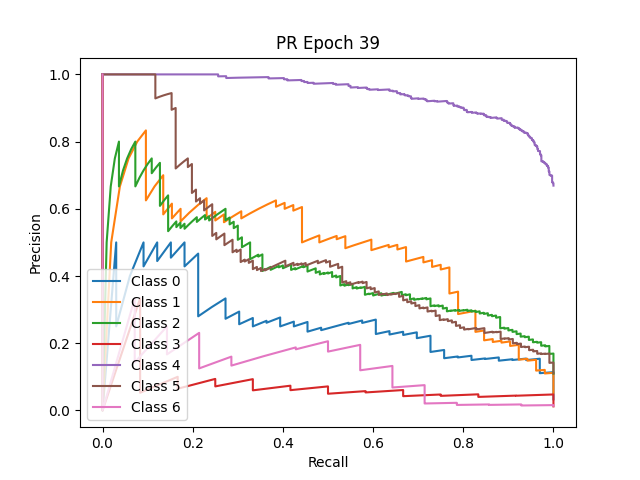 PR Epoch 39
Precision
1.0
0.8
0.6
0.4
0.2
0.0
Class 0
Class 1
Class 2
Class 3
Class 4
Class 5
Class 6
0.0 0.2 0.4 0.6 0.8 1.0
Recall